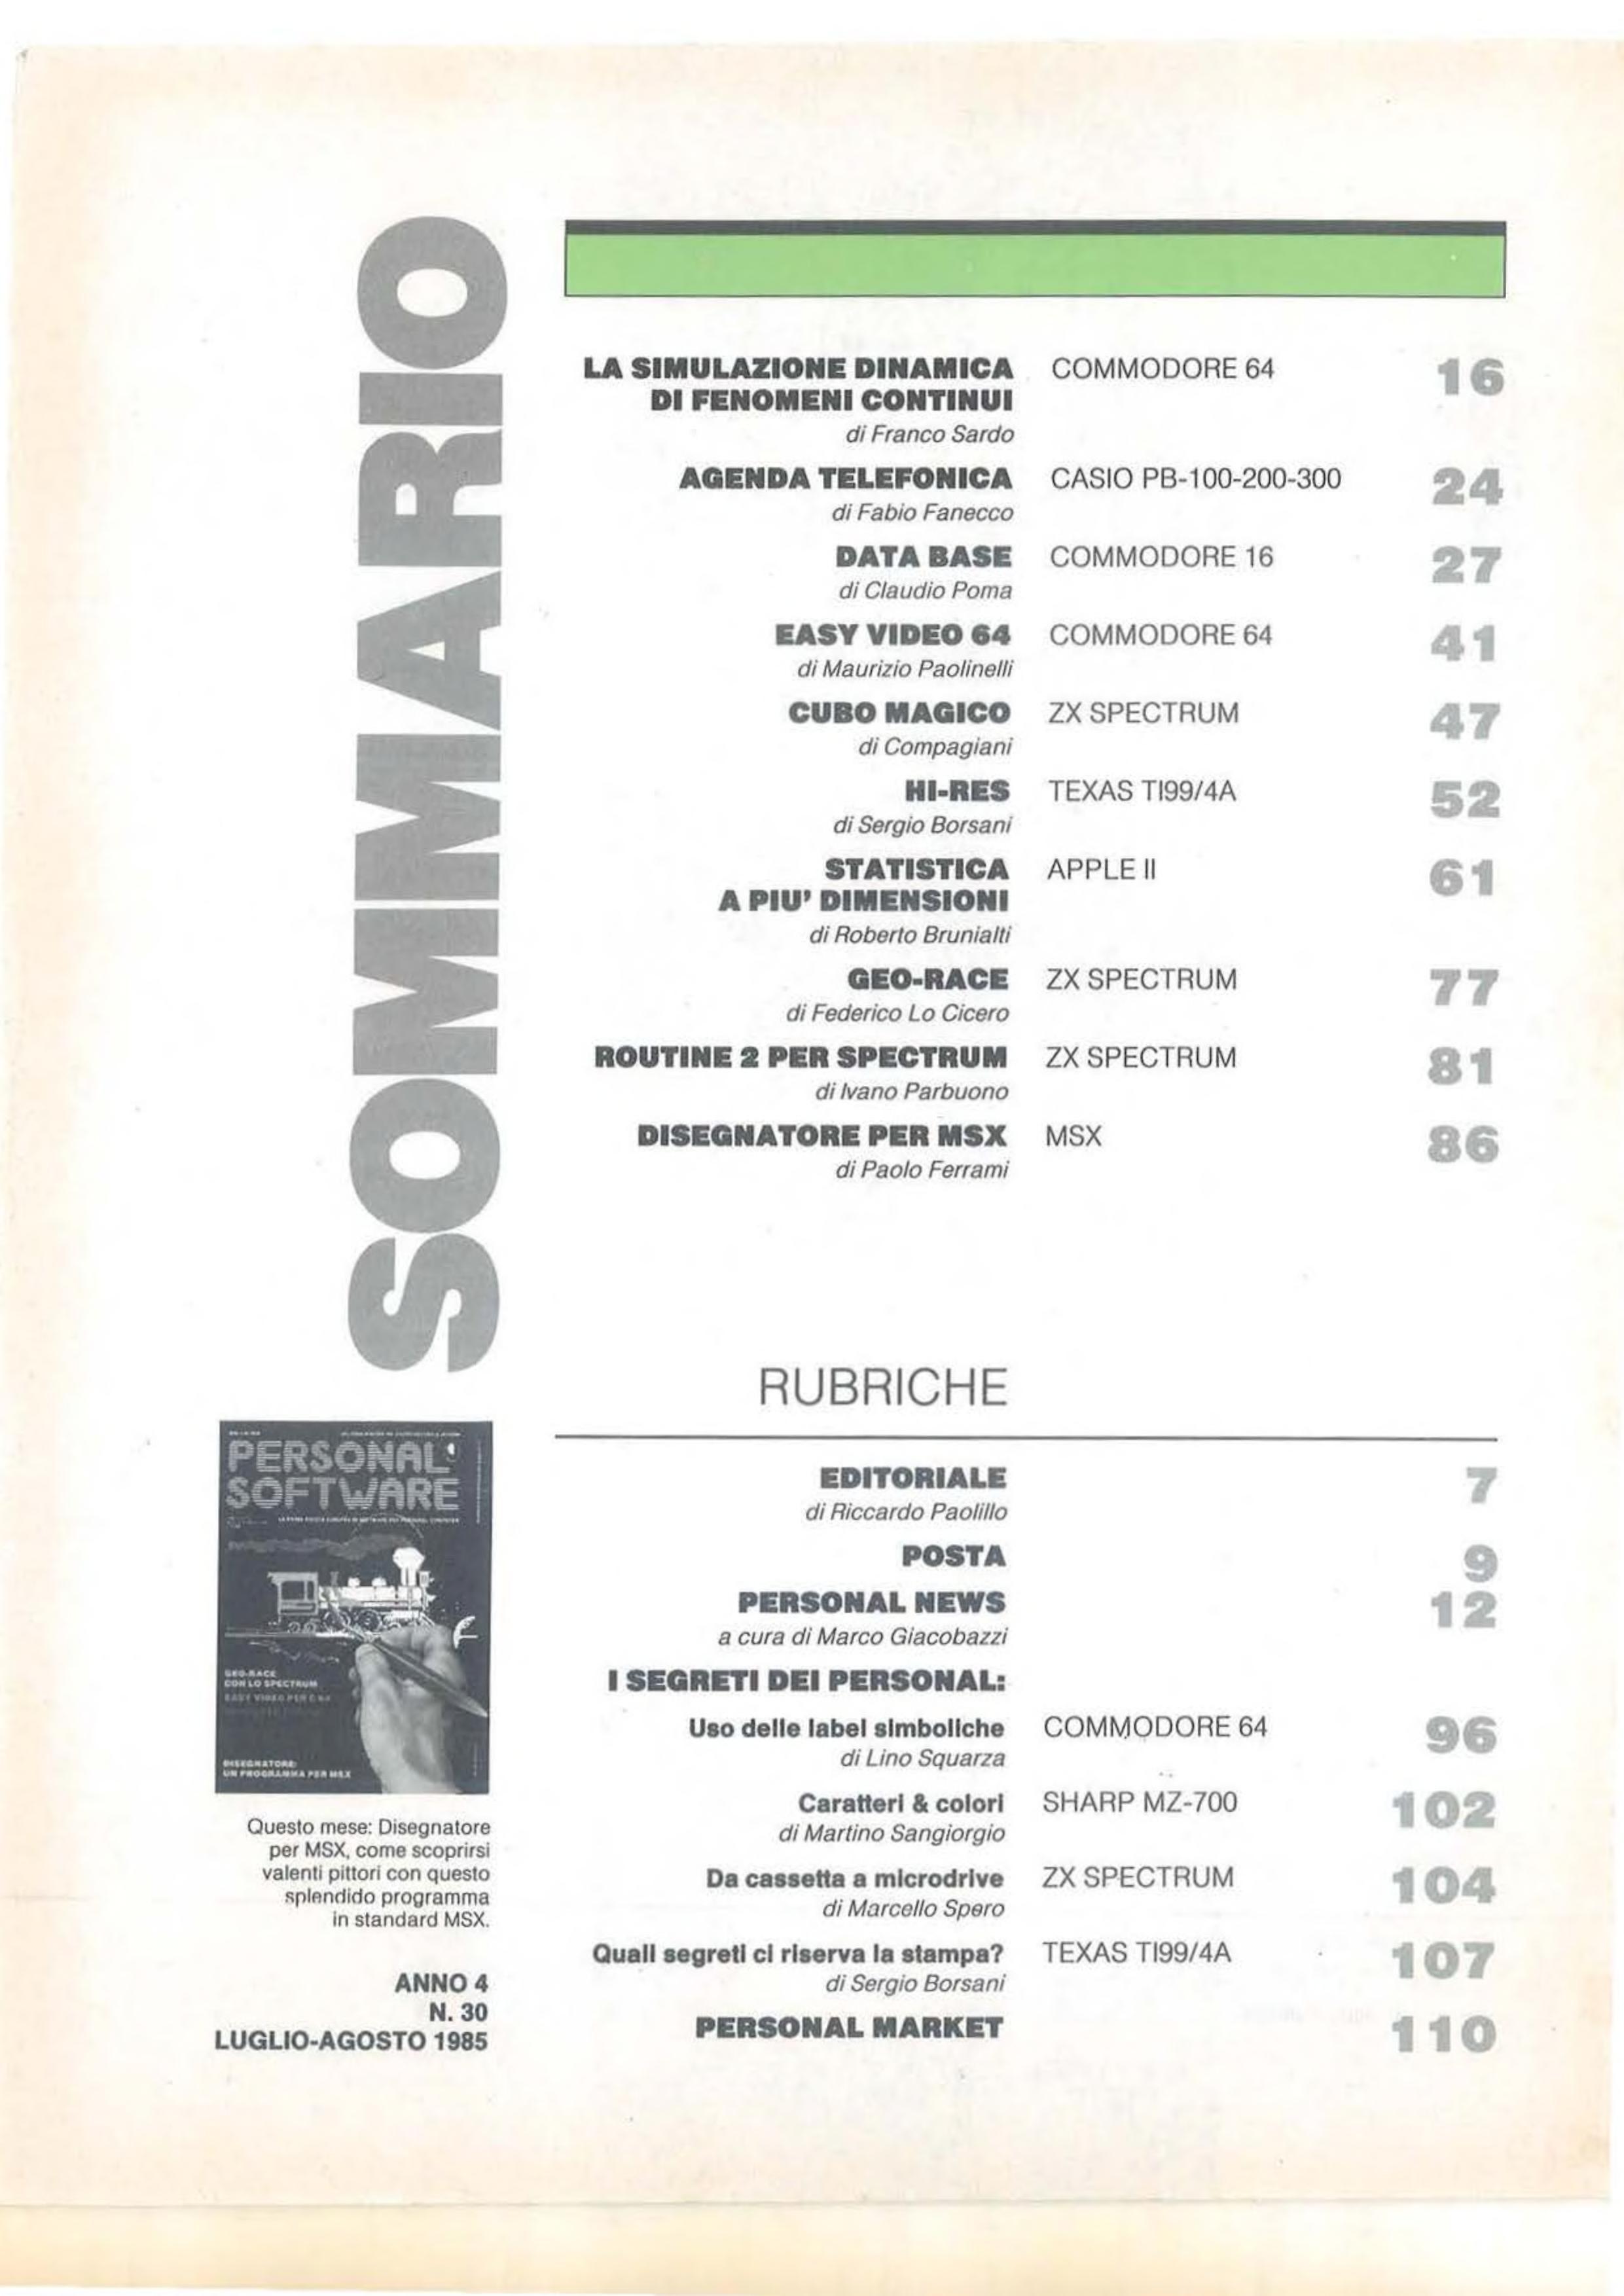 SOMMARIO
LA SIMULAZIONE DINAMICA COMMODORE 64 16
DI FENOMENI CONTINUI
di Franco Sardo
AGENDA TELEFONICA CASIO PB-100-200-300 24
di Fabio Fanecco
DATA BASE COMMODORE 16 27
di Claudio Poma
EASY VIDEO 64 COMMODORE 64 41
di Maurizio Paolinelli
CUBO MAGICO ZX SPECTRUM 47
di Compagiani
HI-RES TEXAS TI99/4A 52
di Sergio Borsani
STATISTICA APPLE II 61
A PIU' DIMENSIONI
di Roberto Brunialti
GEO-RACE ZX SPECTRUM 77
di Federico Lo Cicero
ROUTINE 2 PER SPECTRUM ZX SPECTRUM 81
di Ivano Parbuono
DISEGNATORE PER MSX MSX 86
di Paolo Ferrami
RUBRICHE
EDITORIALE 7
di Riccardo Paolillo
POSTA 9
PERSONAL NEWS 12
a cura di Marco Giacobazzi
I SEGRETI DEI PERSONAL:
Uso delle label simboliche COMMODORE 64 96
di Lino Squarza
Caratteri & colori SHARP MZ-700 102
di Martino Sangiorgio
Da cassetta a microdrive ZX SPECTRUM 104
di Marcello Spero
Quali segreti ci riserva la stampa? TEXAS TI99/4A 107
di Sergio Borsani
PERSONAL MARKET 110
PERSONAL
SOFTWARE
GEO-RACE
CON LO SPECTRUM
EASY VIDEO PER C 64
DISEGNATORE:
UN PROGRAMMA PER MSX
Questo mese: Disegnatore
per MSX, come scoprirsi
valenti pittori con questo
splendido programma
in standard MSX.
ANNO 4
N. 30
LUGLIO-AGOSTO 1985